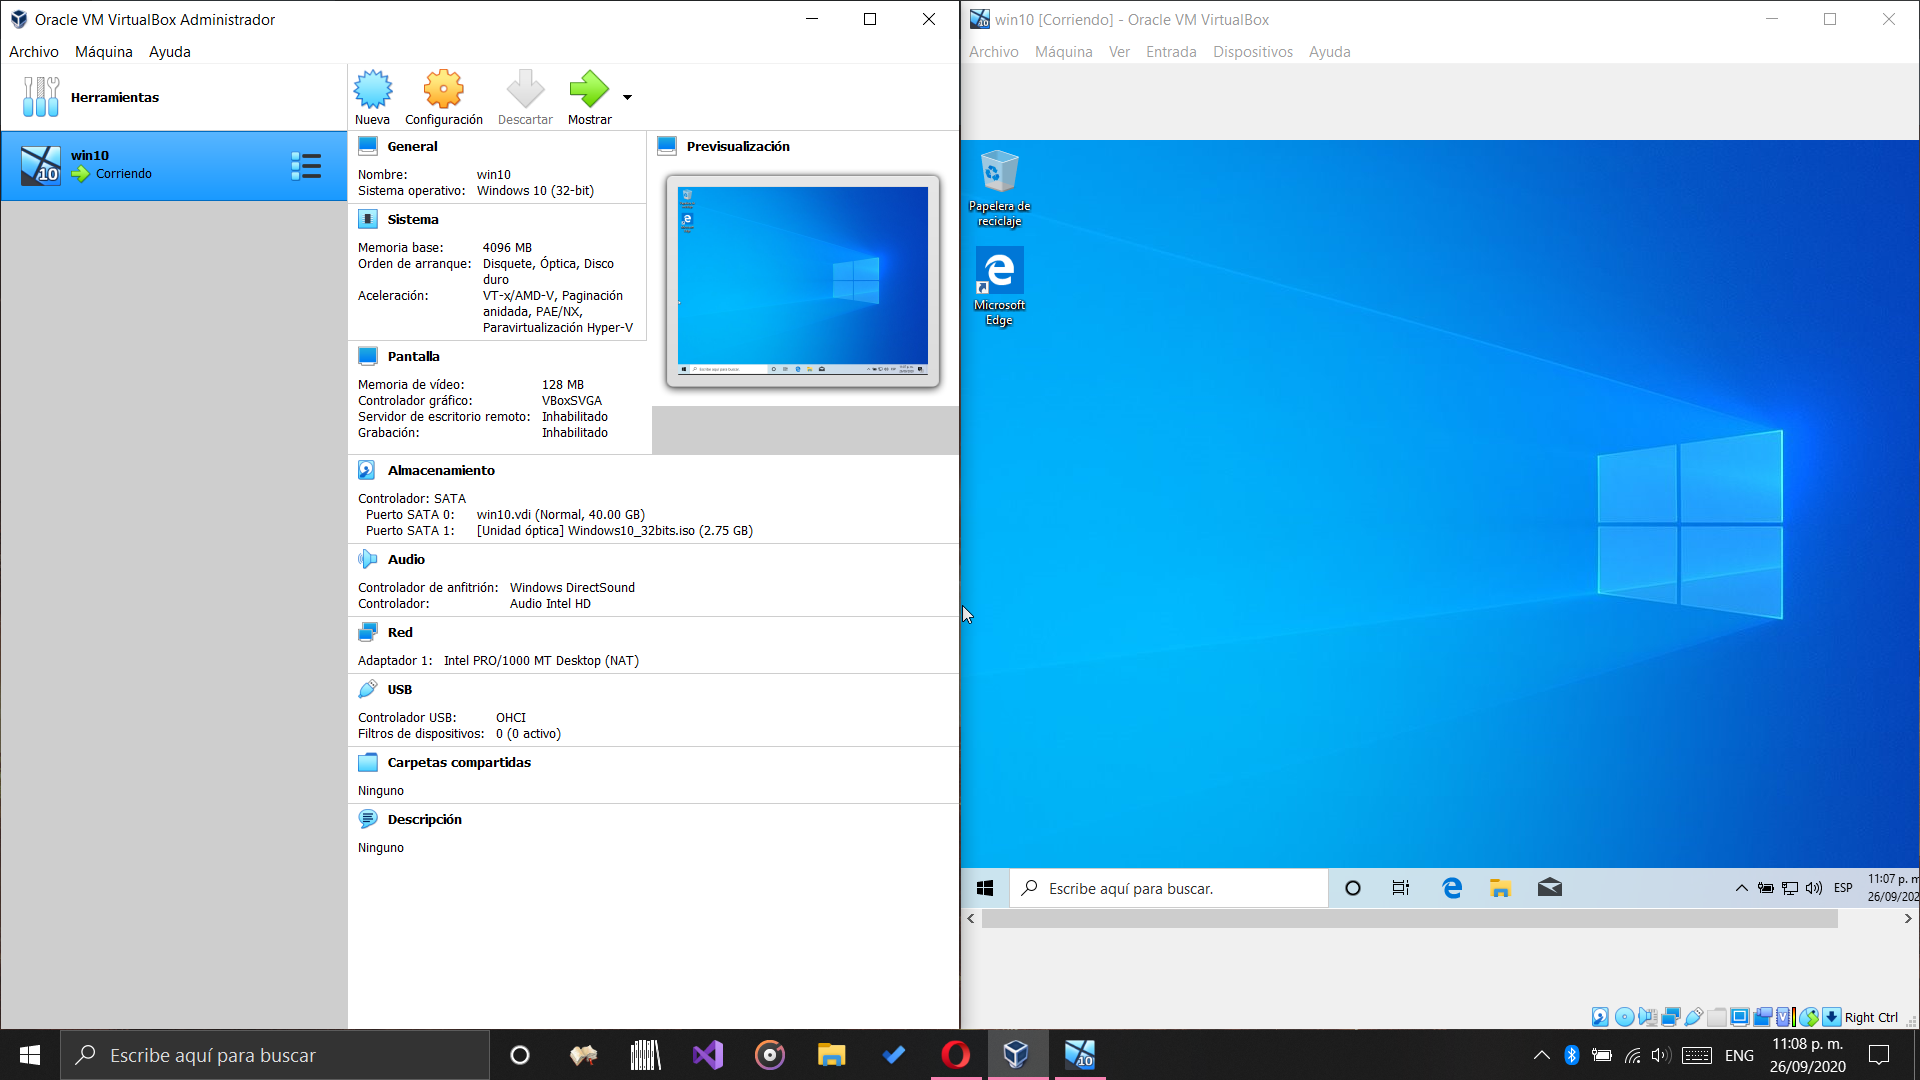 Oracle VM VirtualBox Administrador
Archivo Máquina Ayuda
Herramientas
win10
Corriendo
Nueva Configuración Descartar Mostrar
General
Nombre: win10
Sistema operativo: Windows 10 (32-bit)
Sistema
Memoria base: 4096 MB
Orden de arranque: Disquete, Óptica, Disco
duro
Aceleración: VT-x/AMD-V, Paginación
anidada, PAE/NX,
Paravirtualización Hyper-V
Pantalla
Memoria de vídeo: 128 MB
Controlador gráfico: VBoxSVGA
Servidor de escritorio remoto: Inhabilitado
Grabación: Inhabilitado
Previsualización
Almacenamiento
Controlador: SATA
Puerto SATA 0: win10.vdi (Normal, 40.00 GB)
Puerto SATA 1: [Unidad óptica] Windows10_32bits.iso (2.75 GB)
Audio
Controlador de anfitrión: Windows DirectSound
Controlador: Audio Intel HD
Red
Adaptador 1: Intel PRO/1000 MT Desktop (NAT)
USB
Controlador USB: OHCI
Filtros de dispositivos: 0 (0 activo)
Carpetas compartidas
Ninguno
Descripción
Ninguno
win10 [Corriendo] - Oracle VM VirtualBox
Archivo Máquina Ver Entrada Dispositivos Ayuda
Papelera de
reciclaje
Microsoft
Edge
Escribe aquí para buscar.
ESP
11:07 p. m
26/09/202
Right Ctrl
Escribe aquí para buscar
ENG
11:08 p. m.
26/09/2020